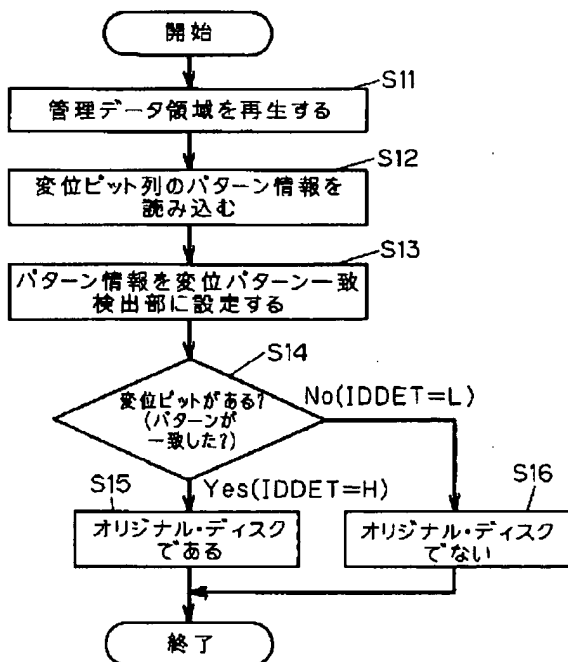 開始
S11
管理データ領域を再生する
S12
変位ピット列のパターン情報を
読み込む
S13
パターン情報を変位パターン一致
検出部に設定する
S14
変位ピットがある?
(パターンが
一致した?)
No(IDDET=L)
Yes(IDDET=H)
S15
オリジナル・ディスク
である
S16
オリジナル・ディスク
でない
終了